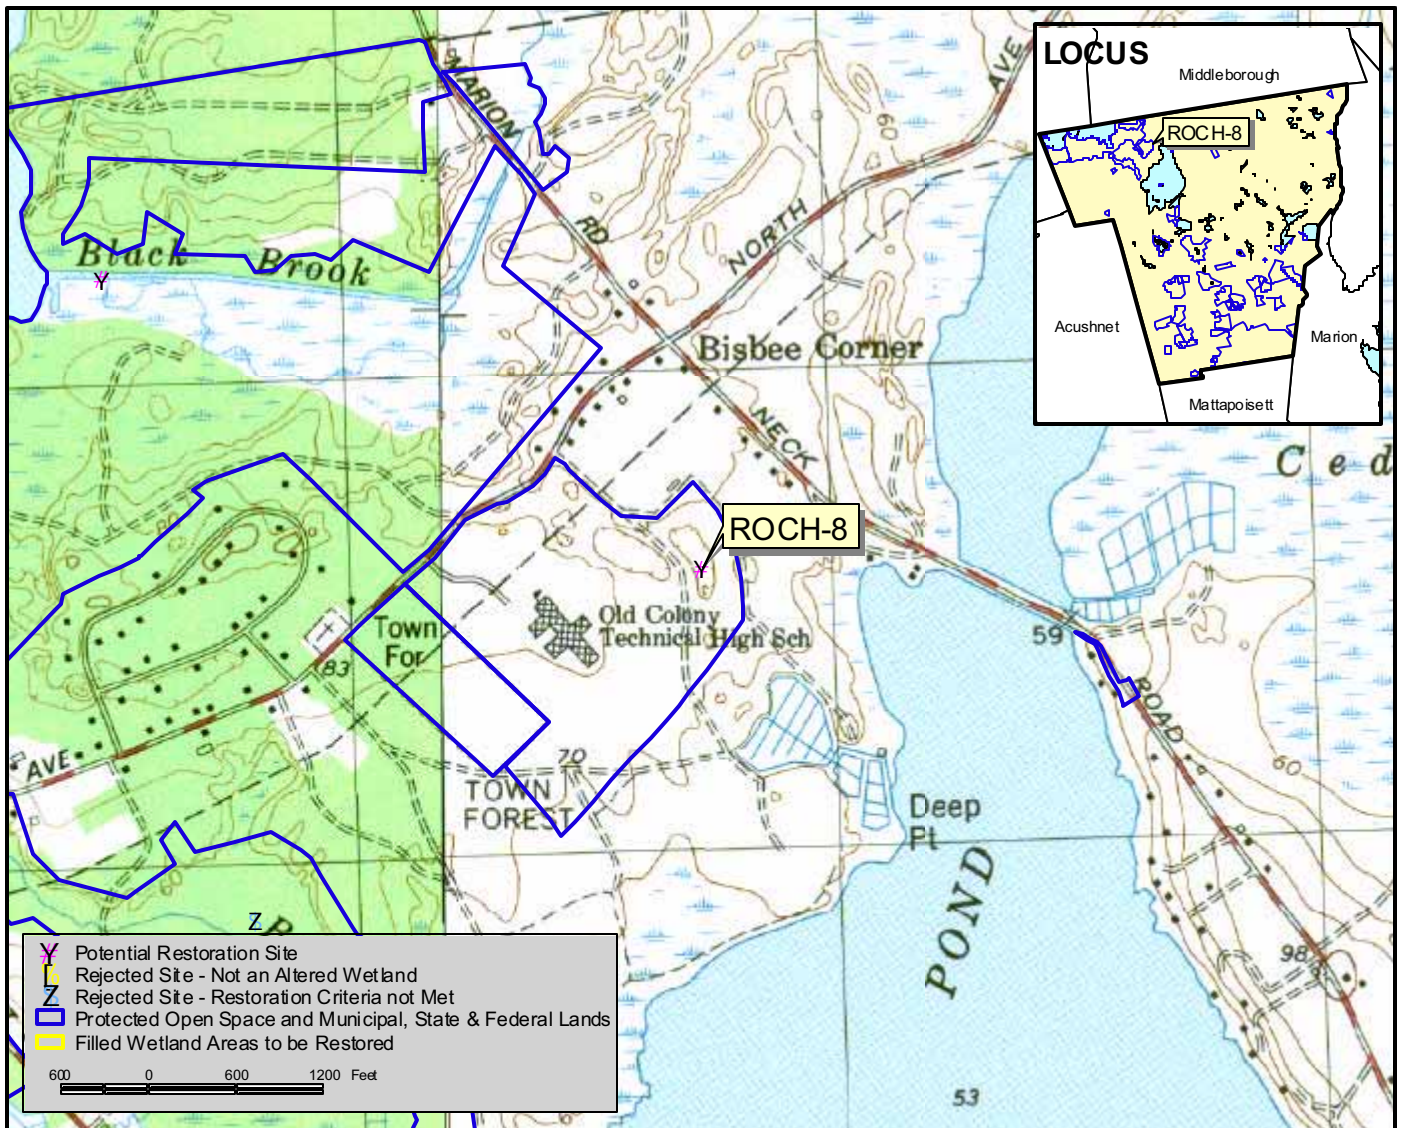 LOCUS
Middleborough
ROCH-8
Acushnet
Marion
Mattapoisett
MARION
RD
NECK
ROAD
NORTH
AVE
60
Black Brook
Bisbee Corner
Ced
ROCH-8
Old Colony
Technical High Sch
Town
For
83
AVE
59
70
TOWN
FOREST
Deep
Pt
POND
60
98
53
Y
Y
Z
Y Potential Restoration Site
Rejected Site - Not an Altered Wetland
Z Rejected Site - Restoration Criteria not Met
Protected Open Space and Municipal, State & Federal Lands
Filled Wetland Areas to be Restored
600 0 600 1200 Feet